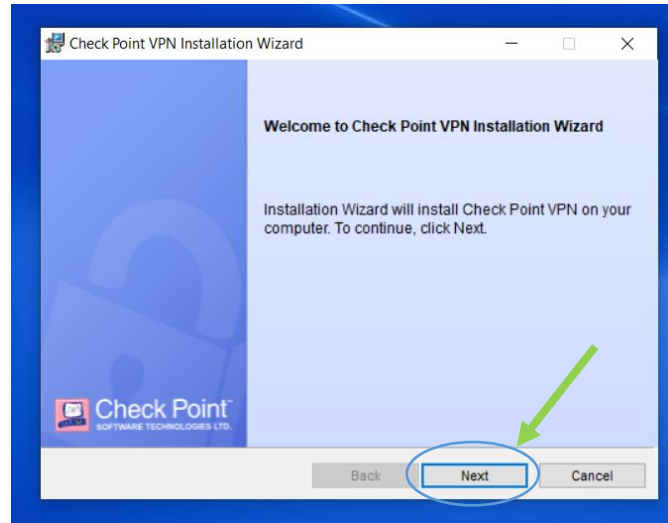 Check Point VPN Installation Wizard
Welcome to Check Point VPN Installation Wizard
Installation Wizard will install Check Point VPN on your
computer. To continue, click Next.
Check Point™
SOFTWARE TECHNOLOGIES LTD.
Back Next Cancel